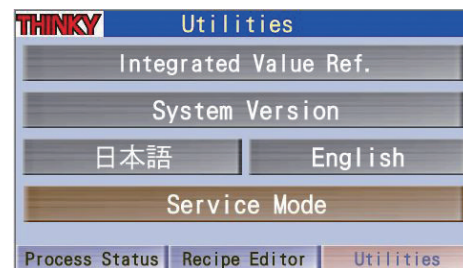 THINKY Utilities
Integrated Value Ref.
System Version
日本語 English
Service Mode
Process Status Recipe Editor Utilities